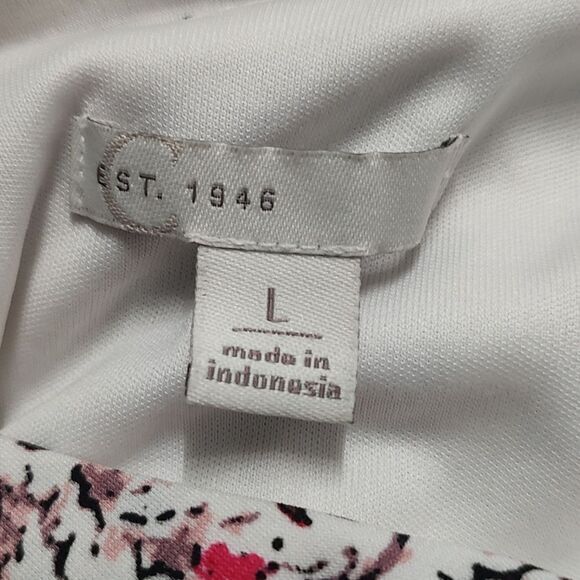 C
EST. 1946
L
made in
indonesia